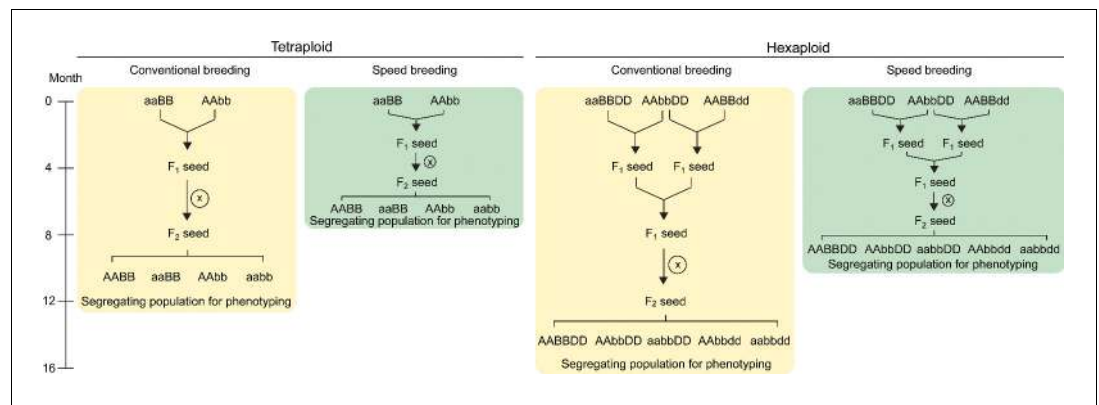 Tetraploid
Hexaploid
Month
Conventional breeding
Speed breeding
Conventional breeding
Speed breeding
0
4
8
12
16
aaBB AAbb
F1 seed
x
F2 seed
AABB aaBB AAbb aabb
Segregating population for phenotyping
aaBB AAbb
F1 seed
x
F2 seed
AABB aaBB AAbb aabb
Segregating population for phenotyping
aaBBDD AAbbDD AABBdd
F1 seed F1 seed
F1 seed
x
F2 seed
AABBDD AAbbDD aabbDD AAbbdd aabbdd
Segregating population for phenotyping
aaBBDD AAbbDD AABBdd
F1 seed F1 seed
F1 seed
x
F2 seed
AABBDD AAbbDD aabbDD AAbbdd aabbdd
Segregating population for phenotyping